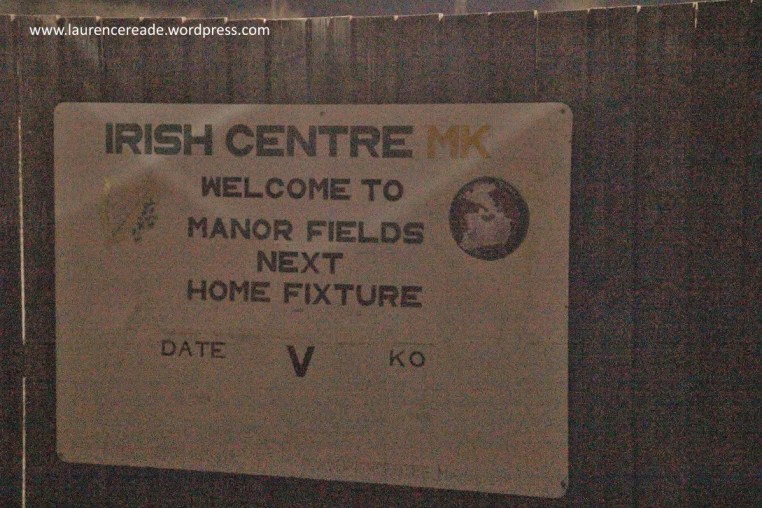 www.laurencereade.wordpress.com
IRISH CENTRE MK
WELCOME TO
MANOR FIELDS
NEXT
HOME FIXTURE
DATE V KO